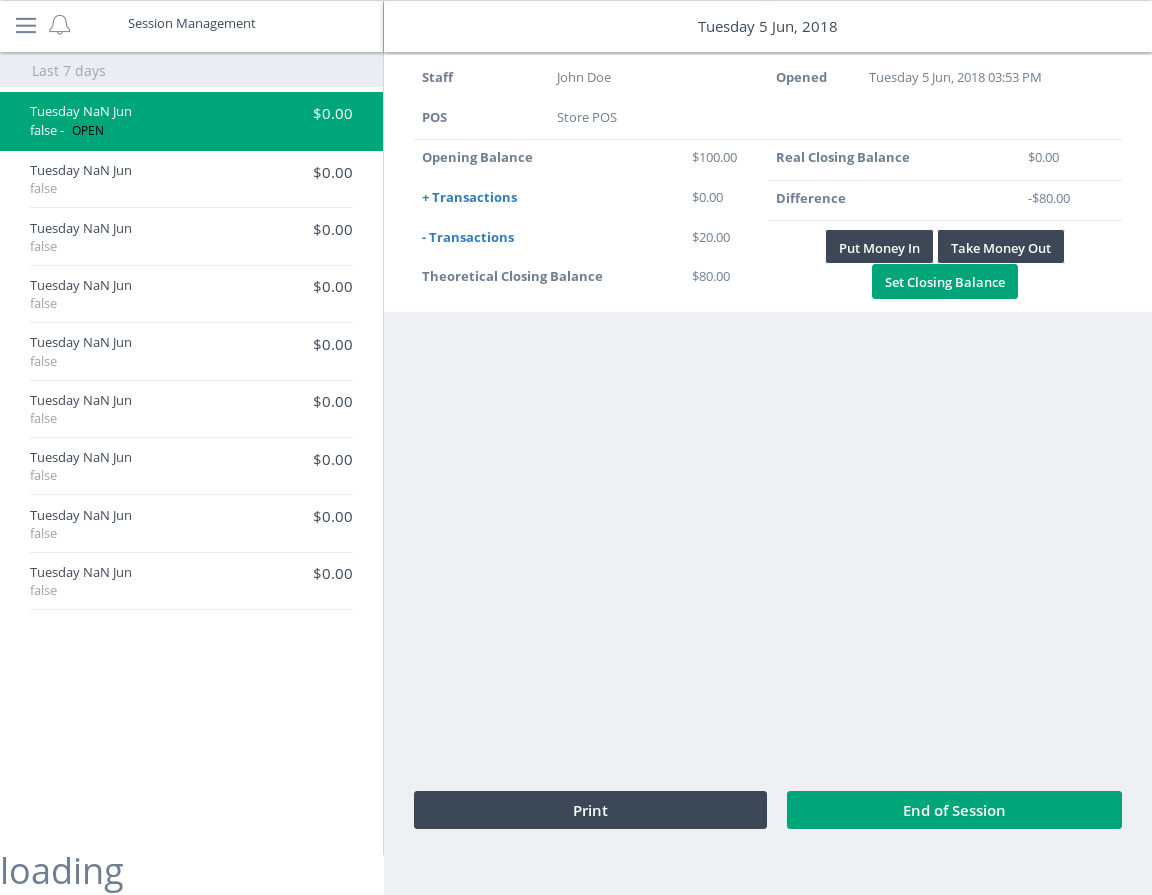 Session Management
Last 7 days
Tuesday NaN Jun $0.00
false - OPEN
Tuesday NaN Jun $0.00
false
Tuesday NaN Jun $0.00
false
Tuesday NaN Jun $0.00
false
Tuesday NaN Jun $0.00
false
Tuesday NaN Jun $0.00
false
Tuesday NaN Jun $0.00
false
Tuesday NaN Jun $0.00
false
Tuesday NaN Jun $0.00
false
loading
Tuesday 5 Jun, 2018
Staff John Doe Opened Tuesday 5 Jun, 2018 03:53 PM
POS Store POS
Opening Balance $100.00 Real Closing Balance $0.00
+ Transactions $0.00 Difference -$80.00
- Transactions $20.00 Put Money In Take Money Out
Theoretical Closing Balance $80.00 Set Closing Balance
Print End of Session